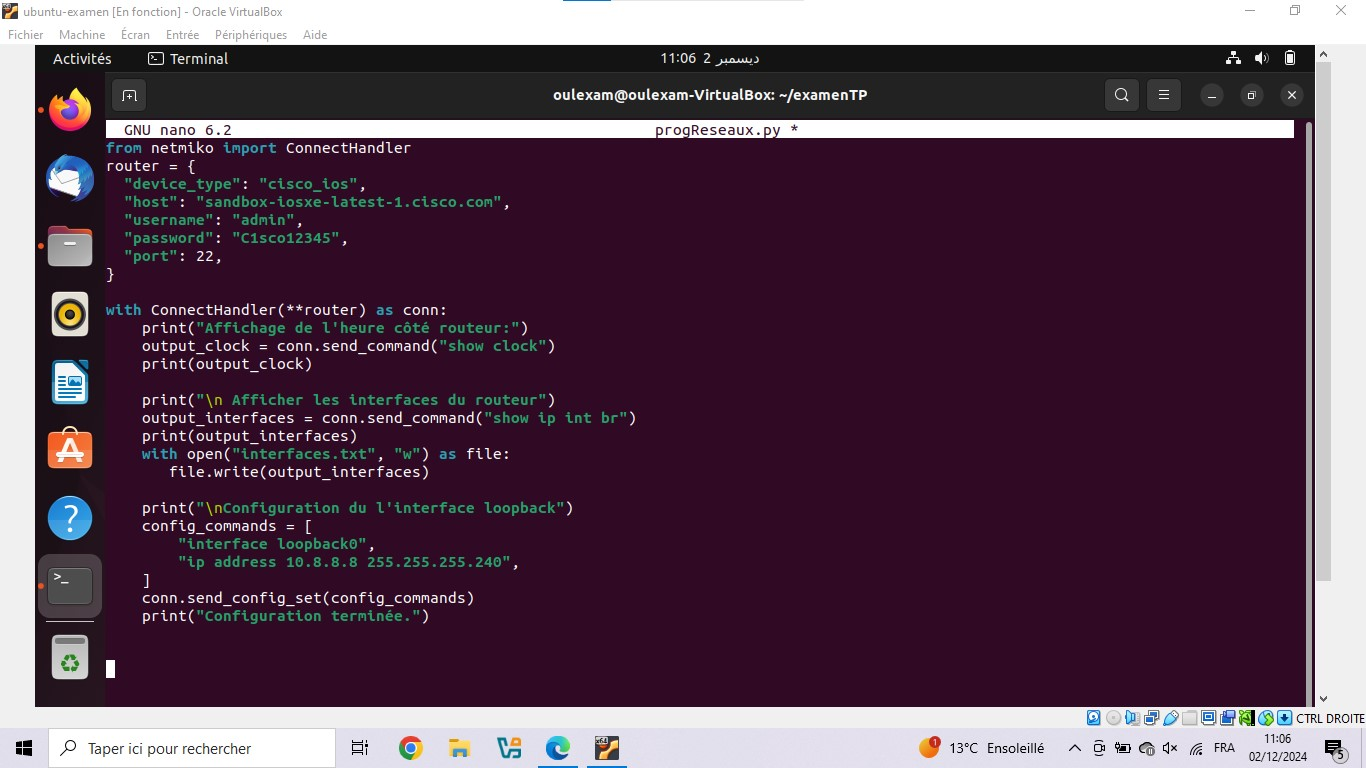 ubuntu-examen [En fonction] - Oracle VirtualBox
Fichier Machine Écran Entrée Périphériques Aide
Activités Terminal 11:06 2 ديسمبر
oulexam@oulexam-VirtualBox: ~/examenTP
GNU nano 6.2 progReseaux.py *
from netmiko import ConnectHandler
router = {
  "device_type": "cisco_ios",
  "host": "sandbox-iosxe-latest-1.cisco.com",
  "username": "admin",
  "password": "C1sco12345",
  "port": 22,
}
with ConnectHandler(**router) as conn:
    print("Affichage de l'heure côté routeur:")
    output_clock = conn.send_command("show clock")
    print(output_clock)
    print("\n Afficher les interfaces du routeur")
    output_interfaces = conn.send_command("show ip int br")
    print(output_interfaces)
    with open("interfaces.txt", "w") as file:
       file.write(output_interfaces)
    print("\nConfiguration du l'interface loopback")
    config_commands = [
        "interface loopback0",
        "ip address 10.8.8.8 255.255.255.240",
    ]
    conn.send_config_set(config_commands)
    print("Configuration terminée.")
CTRL DROITE
Taper ici pour rechercher
1
13°C Ensoleillé
FRA
11:06
02/12/2024
5